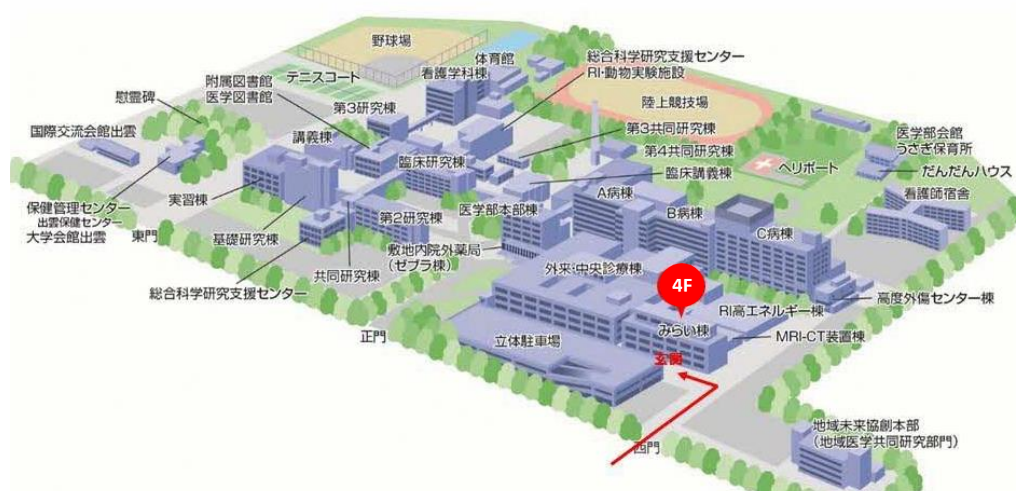 野球場
体育館
総合科学研究支援センター
RI・動物実験施設
看護学科棟
テニスコート
附属図書館
医学図書館
第3研究棟
陸上競技場
慰霊碑
国際交流会館出雲
講義棟
臨床研究棟
第3共同研究棟
第4共同研究棟
医学部会館
うさぎ保育所
ヘリポート
だんだんハウス
臨床講義棟
A病棟
実習棟
看護師宿舎
保健管理センター
出雲保健センター
大学会館出雲
東門
第2研究棟
医学部本部棟
B病棟
C病棟
基礎研究棟
敷地内院外薬局
(ゼブラ棟)
共同研究棟
外来・中央診療棟
総合科学研究支援センター
4F
高度外傷センター棟
RI高エネルギー棟
正門
みらい棟
MRI-CT装置棟
立体駐車場
玄関
西門
地域未来協創本部
(地域医学共同研究部門)